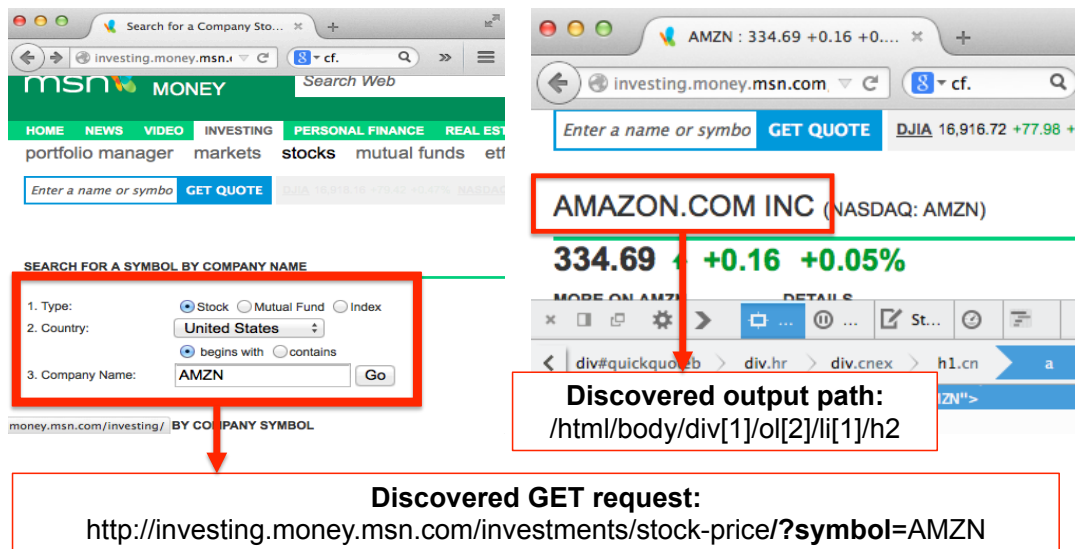 Search for a Company Sto...
investing.money.msn.
cf.
msn MONEY
Search Web
HOME NEWS VIDEO INVESTING PERSONAL FINANCE REAL EST
portfolio manager markets stocks mutual funds etf
Enter a name or symbo GET QUOTE
SEARCH FOR A SYMBOL BY COMPANY NAME
1. Type: Stock Mutual Fund Index
2. Country: United States
begins with contains
3. Company Name: AMZN Go
money.msn.com/investing/ BY COMPANY SYMBOL
AMZN : 334.69 +0.16 +0....
investing.money.msn.com
cf.
Enter a name or symbo GET QUOTE DJIA 16,916.72 +77.98 +
AMAZON.COM INC (NASDAQ: AMZN)
334.69 +0.16 +0.05%
MORE ON AMZN DETAILS
... ... St...
div.hr div.cnex h1.cn a
ZN">
Discovered output path:
/html/body/div[1]/ol[2]/li[1]/h2
Discovered GET request:
http://investing.money.msn.com/investments/stock-price/?symbol=AMZN